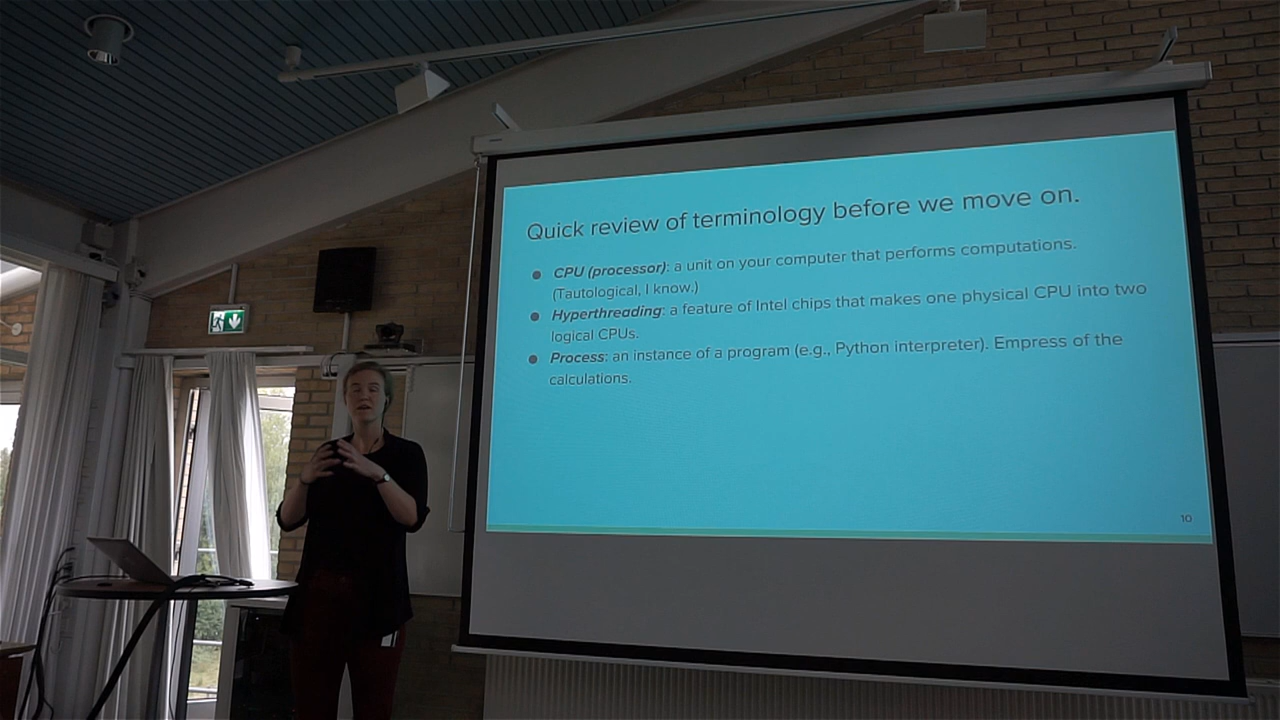 Quick review of terminology before we move on.
● CPU (processor): a unit on your computer that performs computations.
(Tautological, I know.)
● Hyperthreading: a feature of Intel chips that makes one physical CPU into two
logical CPUs.
● Process: an instance of a program (e.g., Python interpreter). Empress of the
calculations.
10